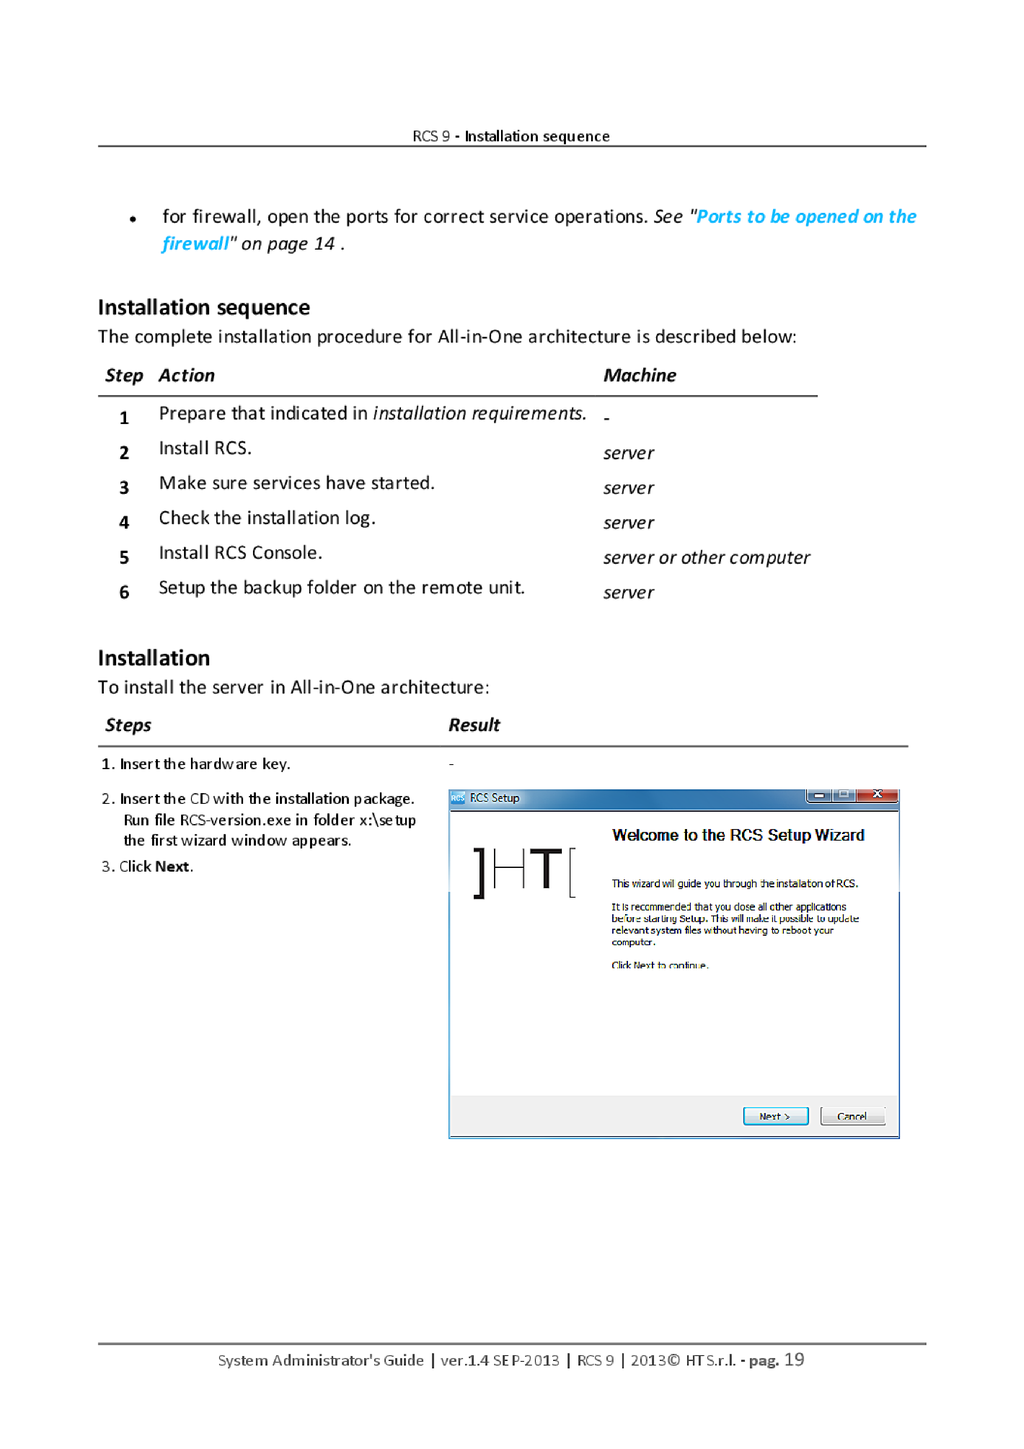 RCS 9 - Installation sequence
• for firewall, open the ports for correct service operations. See "Ports to be opened on the
firewall" on page 14 .
Installation sequence
The complete installation procedure for All-in-One architecture is described below:
Step Action Machine
1 Prepare that indicated in installation requirements. -
2 Install RCS. server
3 Make sure services have started. server
4 Check the installation log. server
5 Install RCS Console. server or other computer
6 Setup the backup folder on the remote unit. server
Installation
To install the server in All-in-One architecture:
Steps Result
1. Insert the hardware key. -
2. Insert the CD with the installation package.
Run file RCS-version.exe in folder x:\setup
the first wizard window appears.
3. Click Next.
RCS RCS Setup
Welcome to the RCS Setup Wizard
]HT[
This wizard will guide you through the installation of RCS.
It is recommended that you close all other applications
before starting Setup. This will make it possible to update
relevant system files without having to reboot your
computer.
Click Next to continue.
Next > Cancel
System Administrator's Guide | ver.1.4 SEP-2013 | RCS 9 | 2013© HT S.r.l. - pag. 19